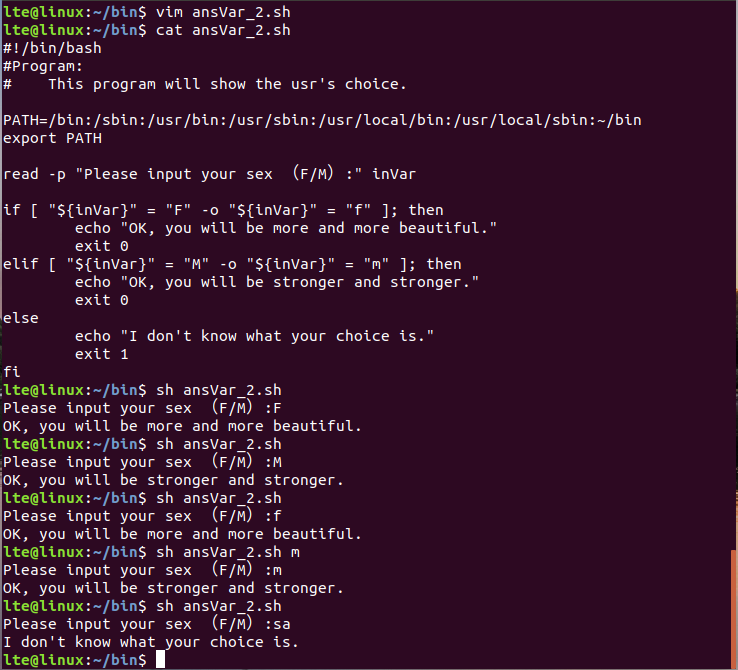 lte@linux:~/bin$ vim ansVar_2.sh
lte@linux:~/bin$ cat ansVar_2.sh
#!/bin/bash
#Program:
#    This program will show the usr's choice.
PATH=/bin:/sbin:/usr/bin:/usr/sbin:/usr/local/bin:/usr/local/sbin:~/bin
export PATH
read -p "Please input your sex （F/M）:" inVar
if [ "${inVar}" = "F" -o "${inVar}" = "f" ]; then
        echo "OK, you will be more and more beautiful."
        exit 0
elif [ "${inVar}" = "M" -o "${inVar}" = "m" ]; then
        echo "OK, you will be stronger and stronger."
        exit 0
else
        echo "I don't know what your choice is."
        exit 1
fi
lte@linux:~/bin$ sh ansVar_2.sh
Please input your sex （F/M）:F
OK, you will be more and more beautiful.
lte@linux:~/bin$ sh ansVar_2.sh
Please input your sex （F/M）:M
OK, you will be stronger and stronger.
lte@linux:~/bin$ sh ansVar_2.sh
Please input your sex （F/M）:f
OK, you will be more and more beautiful.
lte@linux:~/bin$ sh ansVar_2.sh m
Please input your sex （F/M）:m
OK, you will be stronger and stronger.
lte@linux:~/bin$ sh ansVar_2.sh
Please input your sex （F/M）:sa
I don't know what your choice is.
lte@linux:~/bin$